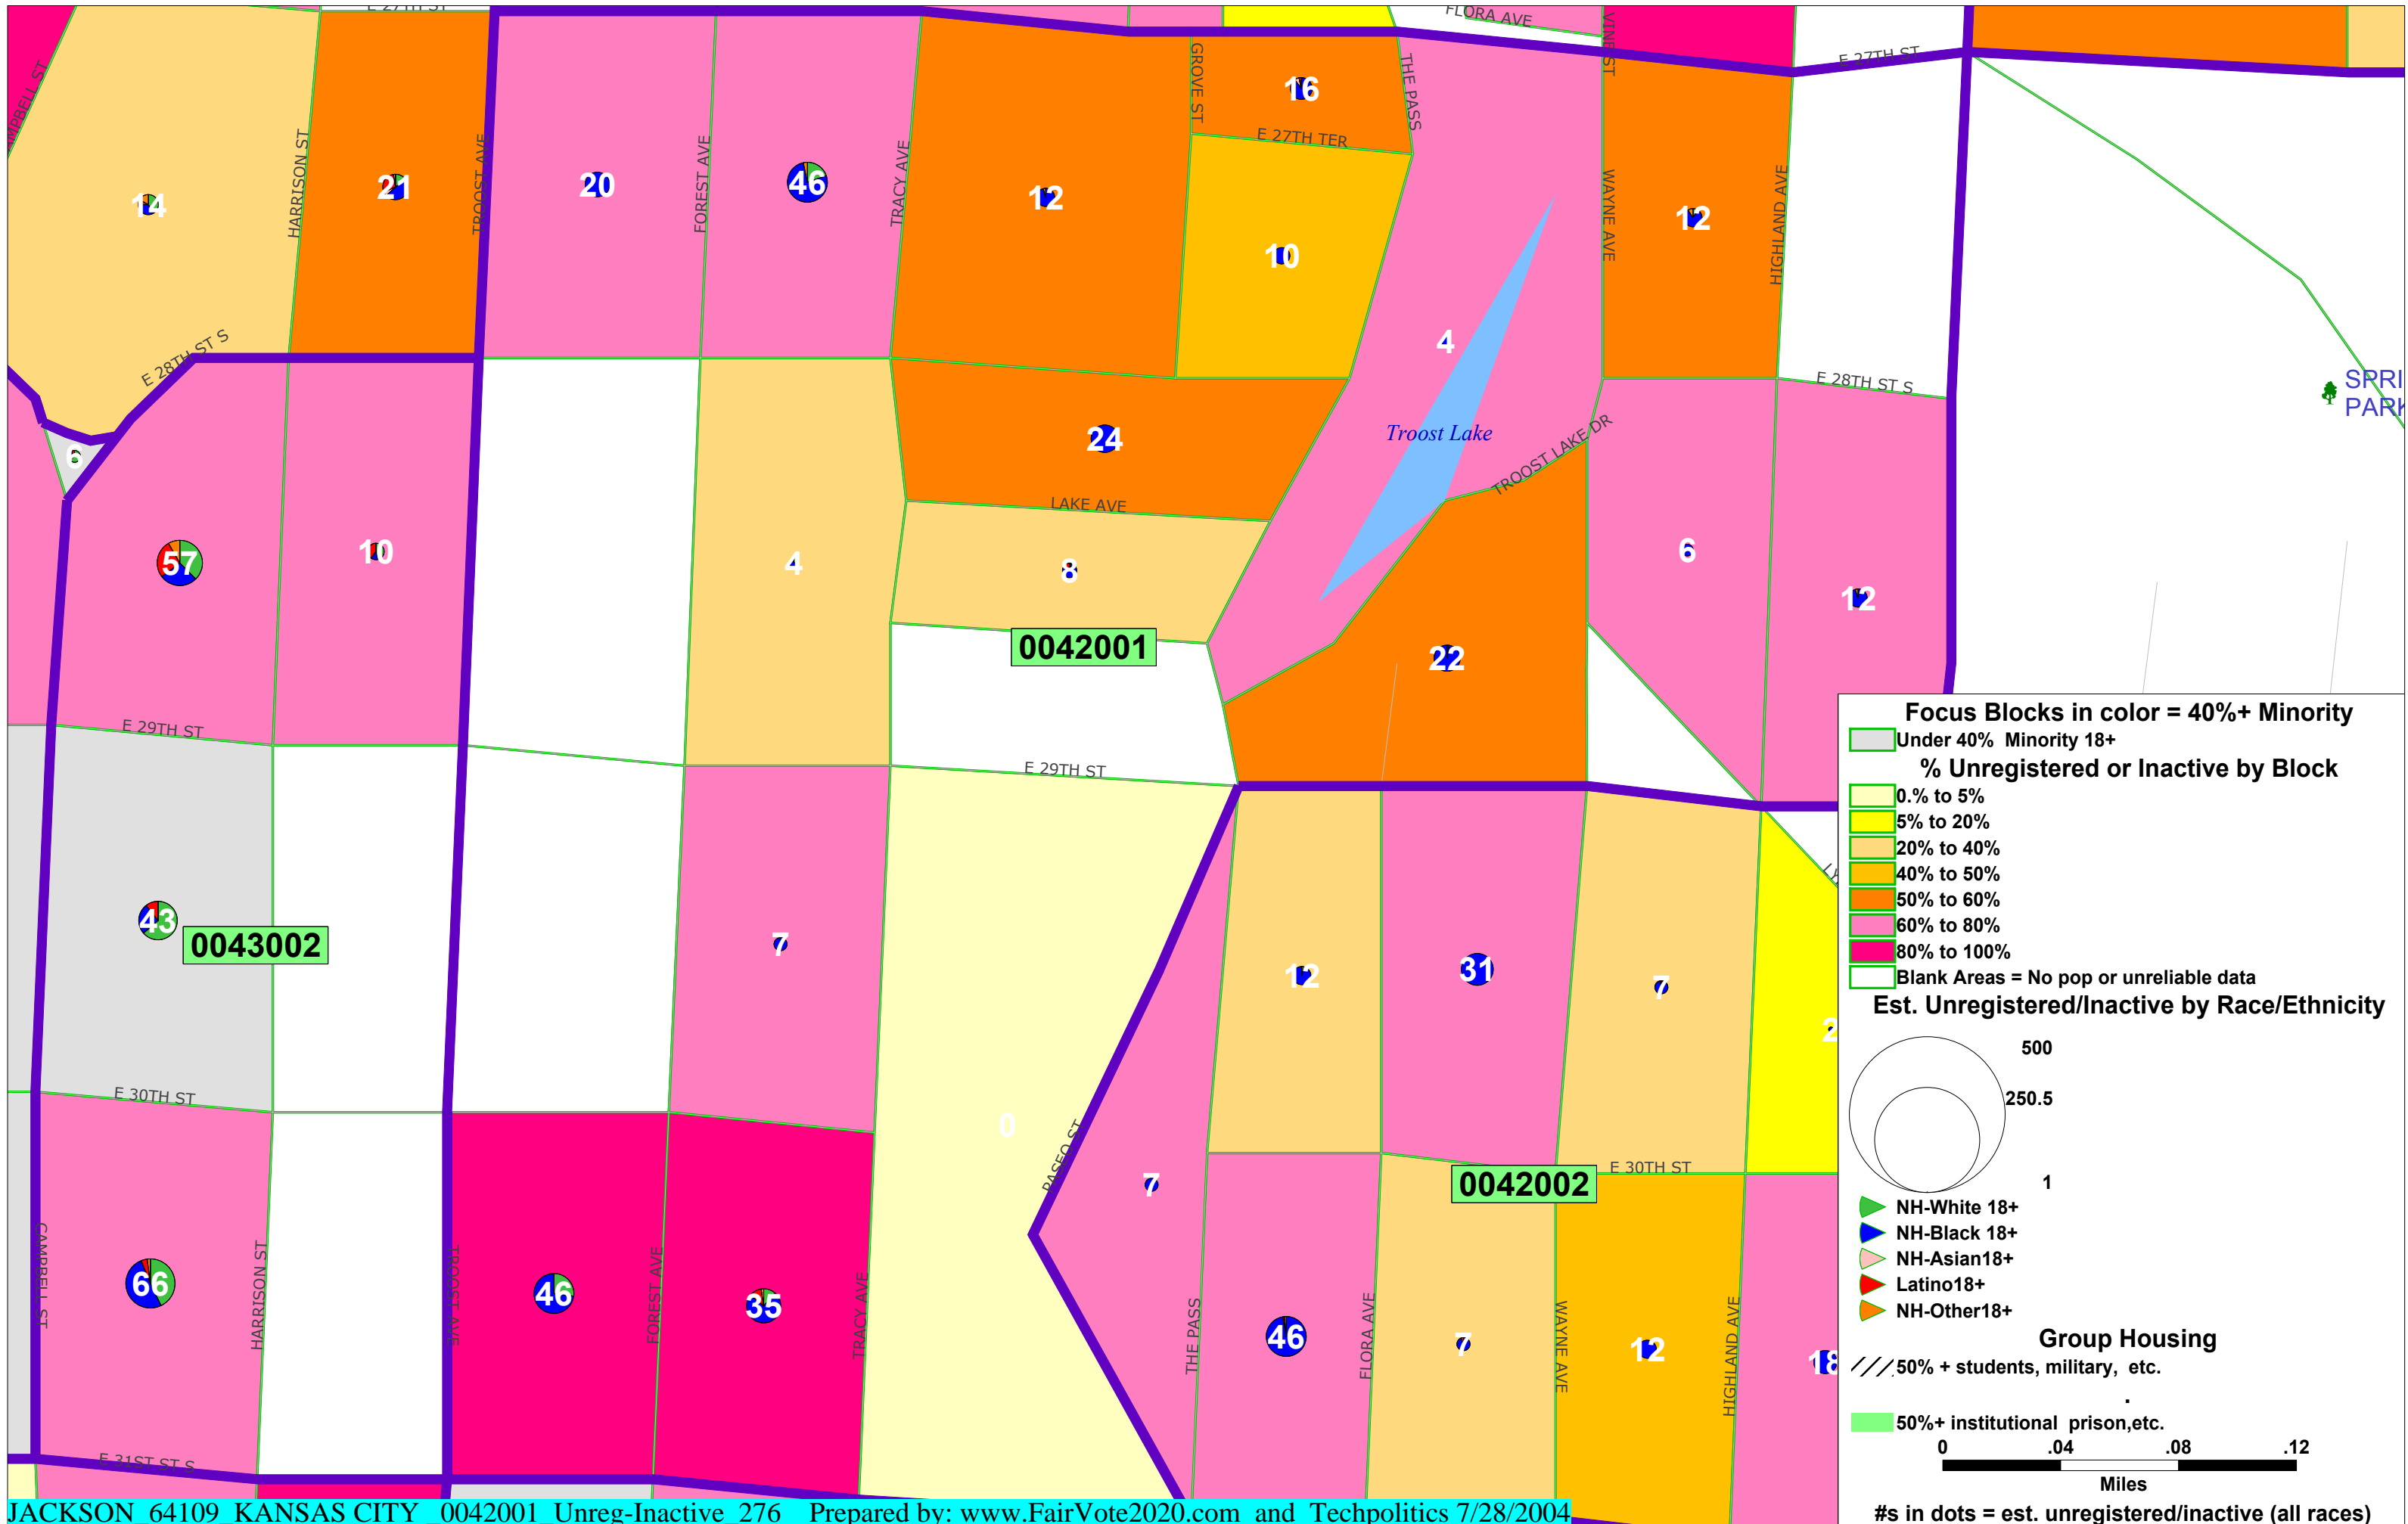 E 27TH ST
FLORA AVE
VINE ST
E 27TH ST
THE PASS
GROVE ST
16
E 27TH TER
HARRISON ST
TROOST AVE
FOREST AVE
TRACY AVE
14
21
20
46
12
10
WAYNE AVE
12
HIGHLAND AVE
E 28TH ST S
4
E 28TH ST S
SPRI
PARK
Troost Lake
TROOST LAKE DR
6
24
LAKE AVE
57
10
4
8
6
12
0042001
22
E 29TH ST
E 29TH ST
43
0043002
7
12
31
7
2
E 30TH ST
0
PASEO ST
7
0042002
E 30TH ST
CAMPBELL ST
66
HARRISON ST
TROOST AVE
46
FOREST AVE
35
TRACY AVE
THE PASS
46
FLORA AVE
7
WAYNE AVE
12
HIGHLAND AVE
18
E 31ST ST S
Focus Blocks in color = 40%+ Minority
Under 40% Minority 18+
% Unregistered or Inactive by Block
0.% to 5%
5% to 20%
20% to 40%
40% to 50%
50% to 60%
60% to 80%
80% to 100%
Blank Areas = No pop or unreliable data
Est. Unregistered/Inactive by Race/Ethnicity
500
250.5
1
NH-White 18+
NH-Black 18+
NH-Asian18+
Latino18+
NH-Other18+
Group Housing
50% + students, military, etc.
.
50%+ institutional prison,etc.
0 .04 .08 .12
Miles
#s in dots = est. unregistered/inactive (all races)
JACKSON 64109 KANSAS CITY 0042001 Unreg-Inactive 276 Prepared by: www.FairVote2020.com and Techpolitics 7/28/2004